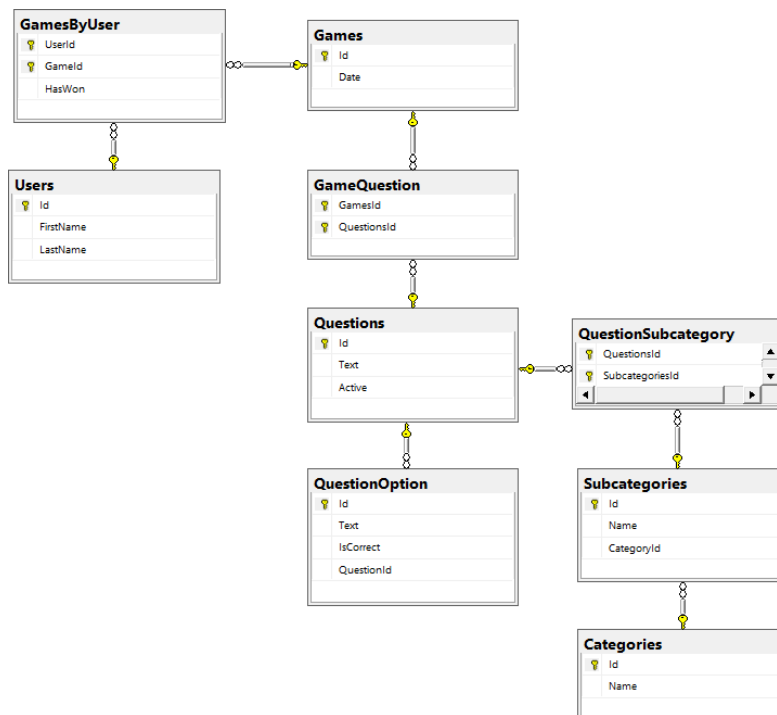 GamesByUser
UserId
GameId
HasWon
Games
Id
Date
Users
Id
FirstName
LastName
GameQuestion
GamesId
QuestionsId
Questions
Id
Text
Active
QuestionSubcategory
QuestionsId
SubcategoriesId
QuestionOption
Id
Text
IsCorrect
QuestionId
Subcategories
Id
Name
CategoryId
Categories
Id
Name